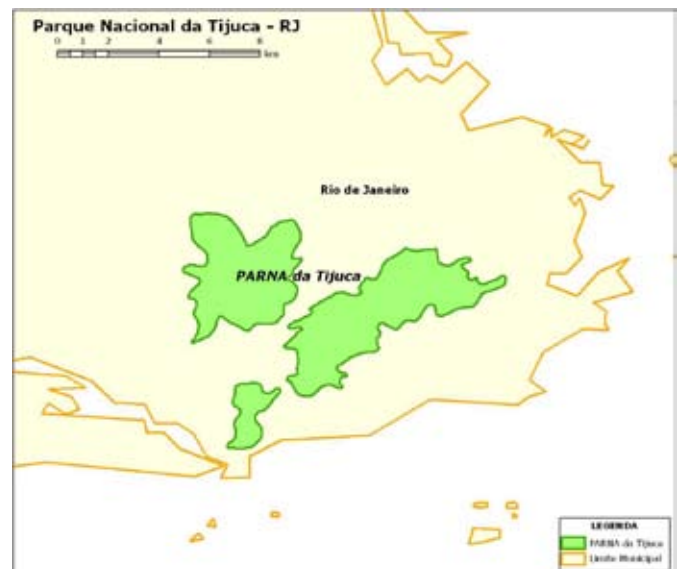 Parque Nacional da Tijuca - RJ
0 1 2 4 6 8
km
Rio de Janeiro
PARNA da Tijuca
LEGENDA
PARNA da Tijuca
Limite Municipal